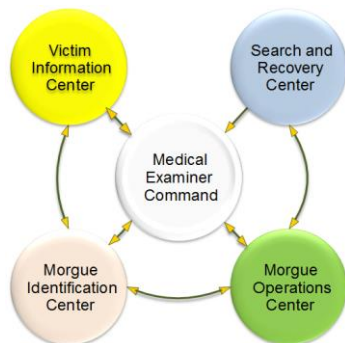 Victim
Information
Center
Search and
Recovery
Center
Medical
Examiner
Command
Morgue
Identification
Center
Morgue
Operations
Center